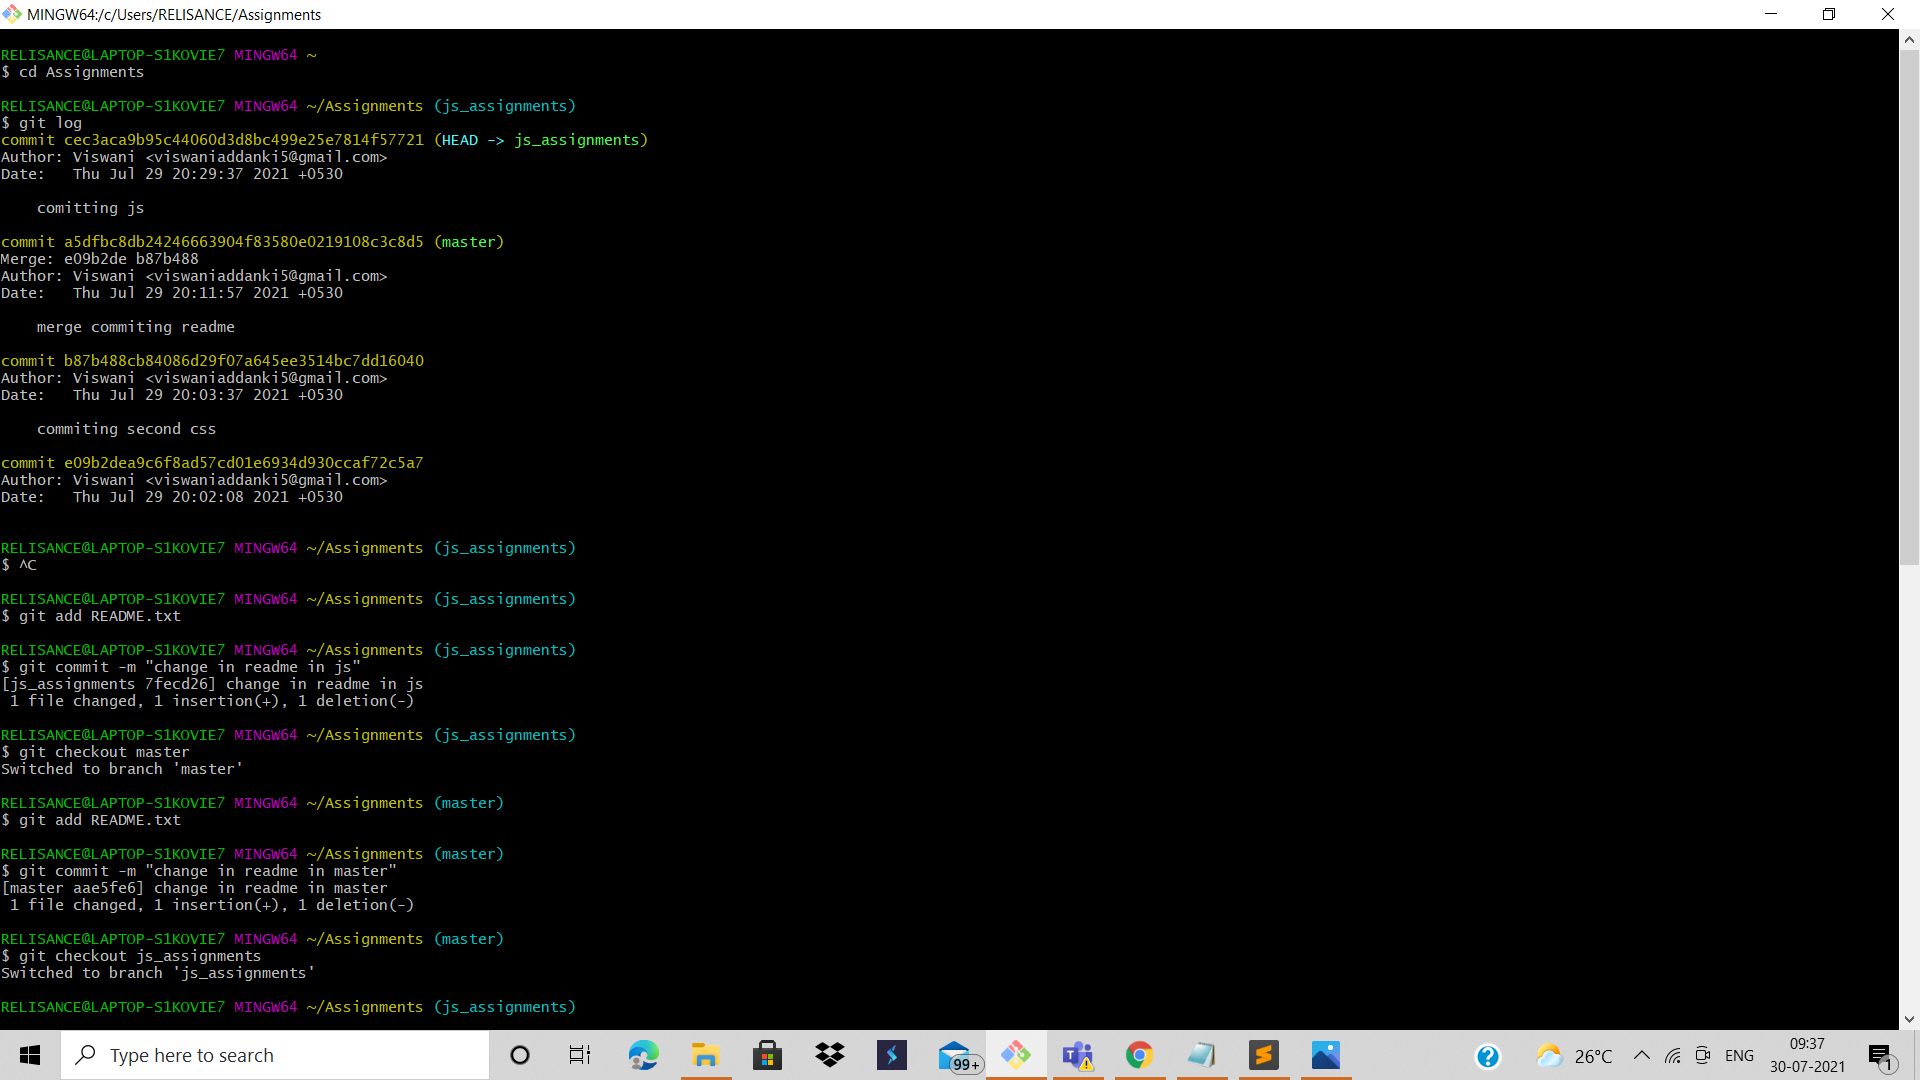 MINGW64:/c/Users/RELISANCE/Assignments
RELISANCE@LAPTOP-S1KOVIE7 MINGW64 ~
$ cd Assignments
RELISANCE@LAPTOP-S1KOVIE7 MINGW64 ~/Assignments (js_assignments)
$ git log
commit cec3aca9b95c44060d3d8bc499e25e7814f57721 (HEAD -> js_assignments)
Author: Viswani <viswaniaddanki5@gmail.com>
Date:   Thu Jul 29 20:29:37 2021 +0530
    comitting js
commit a5dfbc8db24246663904f83580e0219108c3c8d5 (master)
Merge: e09b2de b87b488
Author: Viswani <viswaniaddanki5@gmail.com>
Date:   Thu Jul 29 20:11:57 2021 +0530
    merge commiting readme
commit b87b488cb84086d29f07a645ee3514bc7dd16040
Author: Viswani <viswaniaddanki5@gmail.com>
Date:   Thu Jul 29 20:03:37 2021 +0530
    commiting second css
commit e09b2dea9c6f8ad57cd01e6934d930ccaf72c5a7
Author: Viswani <viswaniaddanki5@gmail.com>
Date:   Thu Jul 29 20:02:08 2021 +0530
RELISANCE@LAPTOP-S1KOVIE7 MINGW64 ~/Assignments (js_assignments)
$ ^C
RELISANCE@LAPTOP-S1KOVIE7 MINGW64 ~/Assignments (js_assignments)
$ git add README.txt
RELISANCE@LAPTOP-S1KOVIE7 MINGW64 ~/Assignments (js_assignments)
$ git commit -m "change in readme in js"
[js_assignments 7fecd26] change in readme in js
 1 file changed, 1 insertion(+), 1 deletion(-)
RELISANCE@LAPTOP-S1KOVIE7 MINGW64 ~/Assignments (js_assignments)
$ git checkout master
Switched to branch 'master'
RELISANCE@LAPTOP-S1KOVIE7 MINGW64 ~/Assignments (master)
$ git add README.txt
RELISANCE@LAPTOP-S1KOVIE7 MINGW64 ~/Assignments (master)
$ git commit -m "change in readme in master"
[master aae5fe6] change in readme in master
 1 file changed, 1 insertion(+), 1 deletion(-)
RELISANCE@LAPTOP-S1KOVIE7 MINGW64 ~/Assignments (master)
$ git checkout js_assignments
Switched to branch 'js_assignments'
RELISANCE@LAPTOP-S1KOVIE7 MINGW64 ~/Assignments (js_assignments)
Type here to search
99+
26°C
ENG
09:37
30-07-2021
1